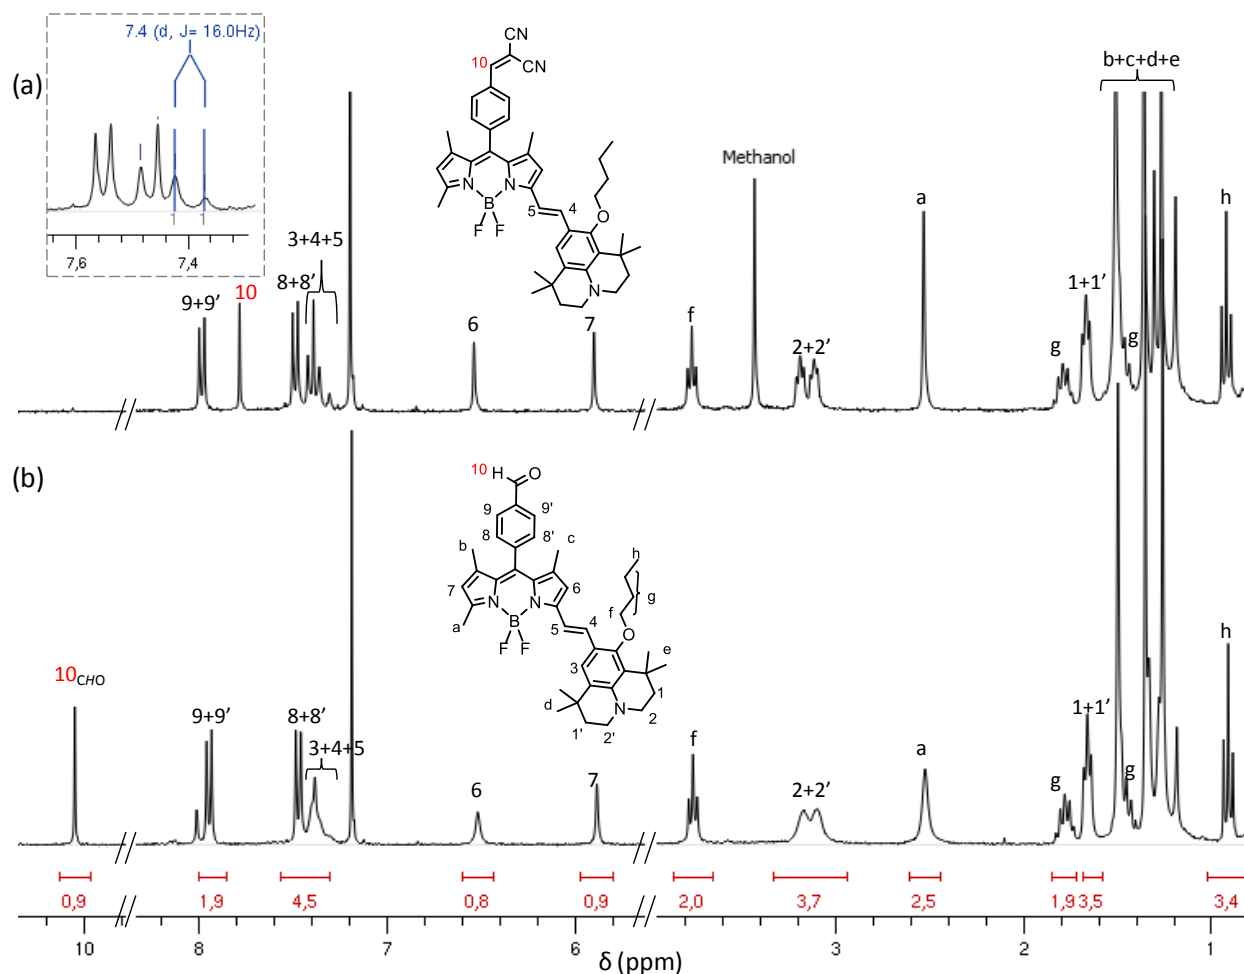 7.4 (d, J= 16.0Hz)
(a)
7,6
7,4
CN
10
CN
N
N
B
F
F
5
4
O
N
b+c+d+e
Methanol
a
h
3+4+5
8+8’
9+9’
10
6
7
f
2+2’
1+1’
g
g
(b)
10
H
O
9
9'
8
8'
b
c
h
7
6
g
N
N
f
a
B
F
F
5
4
O
e
3
1
d
N
1'
2'
2
10CHO
9+9’
8+8’
3+4+5
6
7
f
2+2’
a
1+1’
g
g
h
0,9
1,9
4,5
0,8
0,9
2,0
3,7
2,5
1,9
3,5
3,4
10
8
7
6
3
2
1
δ (ppm)